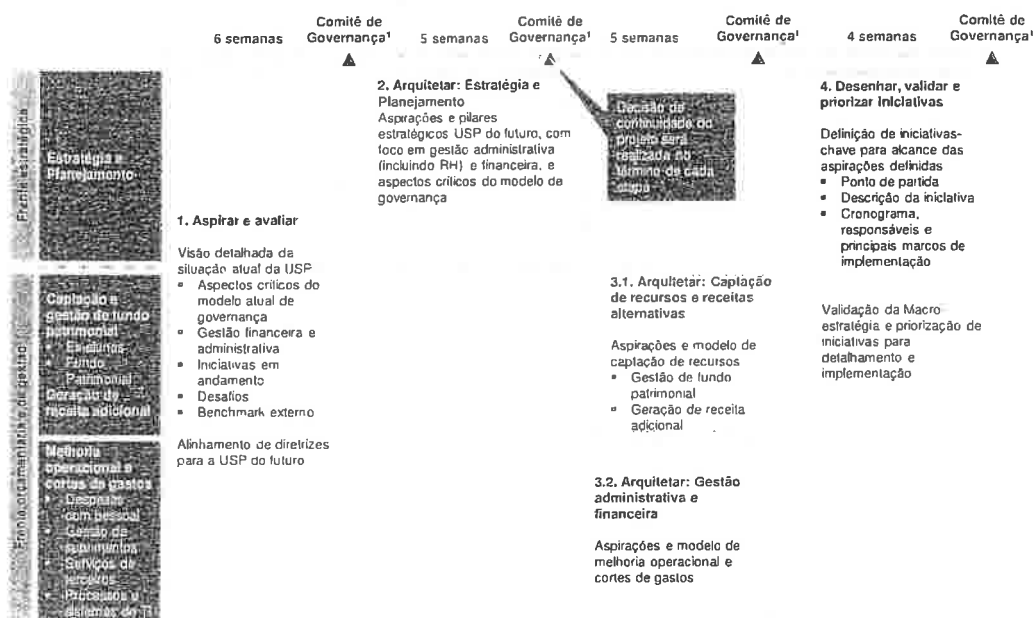 6 semanas
Comitê de
Governança¹
5 semanas
Comitê de
Governança¹
5 semanas
Comitê de
Governança¹
4 semanas
Comitê de
Governança¹
Frente estratégica
Estratégia e
Planejamento
1. Aspirar e avaliar
Visão detalhada da
situação atual da USP
Aspectos críticos do
modelo atual de
governança
Gestão financeira e
administrativa
Iniciativas em
andamento
Desafios
Benchmark externo
Alinhamento de diretrizes
para a USP do futuro
2. Arquitetar: Estratégia e
Planejamento
Aspirações e pilares
estratégicos USP do futuro, com
foco em gestão administrativa
(incluindo RH) e financeira, e
aspectos críticos do modelo de
governança
Decisão de
continuidade do
projeto será
realizada no
término de cada
etapa
3.1. Arquitetar: Captação
de recursos e receitas
alternativas
Aspirações e modelo de
captação de recursos
Gestão de fundo
patrimonial
Geração de receita
adicional
3.2. Arquitetar: Gestão
administrativa e
financeira
Aspirações e modelo de
melhoria operacional e
cortes de gastos
4. Desenhar, validar e
priorizar iniciativas
Definição de iniciativas-
chave para alcance das
aspirações definidas
Ponto de partida
Descrição da iniciativa
Cronograma,
responsáveis e
principais marcos de
implementação
Validação da Macro
estratégia e priorização de
iniciativas para
detalhamento e
implementação
Frente orçamentária e de gestão
Captação e
gestão do fundo
patrimonial
Fundo
Patrimonial
Geração de
receita adicional
Melhoria
operacional e
cortes de gastos
Despesas
com pessoal
Gestão de
suprimentos
Serviços de
terceiros
Processos e
sistemas de TI